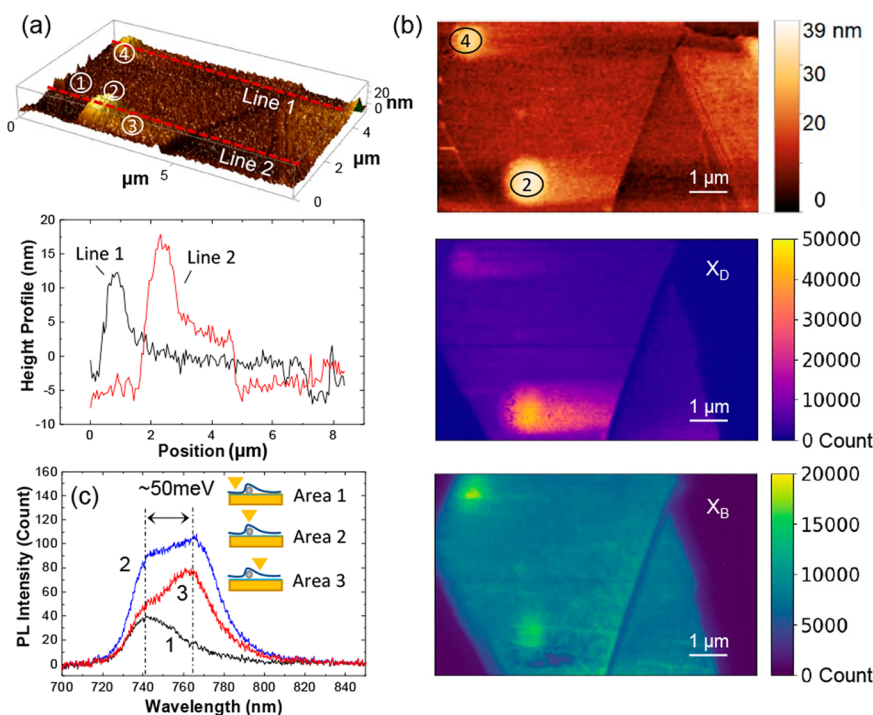 (a)
4
1
2
3
Line 1
Line 2
20
0
nm
4
2
0
µm
0
5
µm
20
15
10
5
0
-5
-10
Height Profile (nm)
Line 1
Line 2
0 2 4 6 8
Position (µm)
160
140
120
100
80
60
40
20
0
PL Intensity (Count)
(c)
~50meV
Area 1
Area 2
Area 3
2
3
1
700 720 740 760 780 800 820 840
Wavelength (nm)
(b)
4
2
1 µm
39 nm
30
20
0
X_D
1 µm
50000
40000
30000
20000
10000
0 Count
X_B
1 µm
20000
15000
10000
5000
0 Count